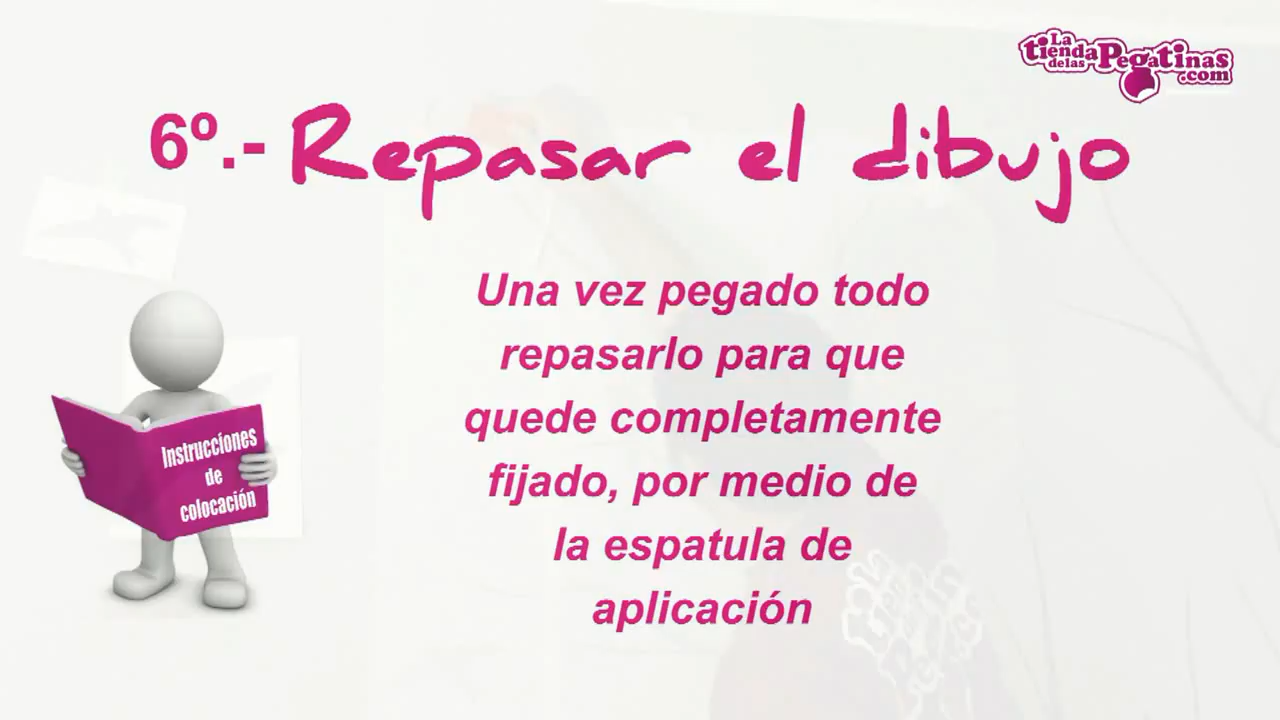 La
tienda
de las
Pegatinas
.com
6º.- Repasar el dibujo
Una vez pegado todo
repasarlo para que
quede completamente
fijado, por medio de
la espatula de
aplicación
Instrucciones
de
colocación